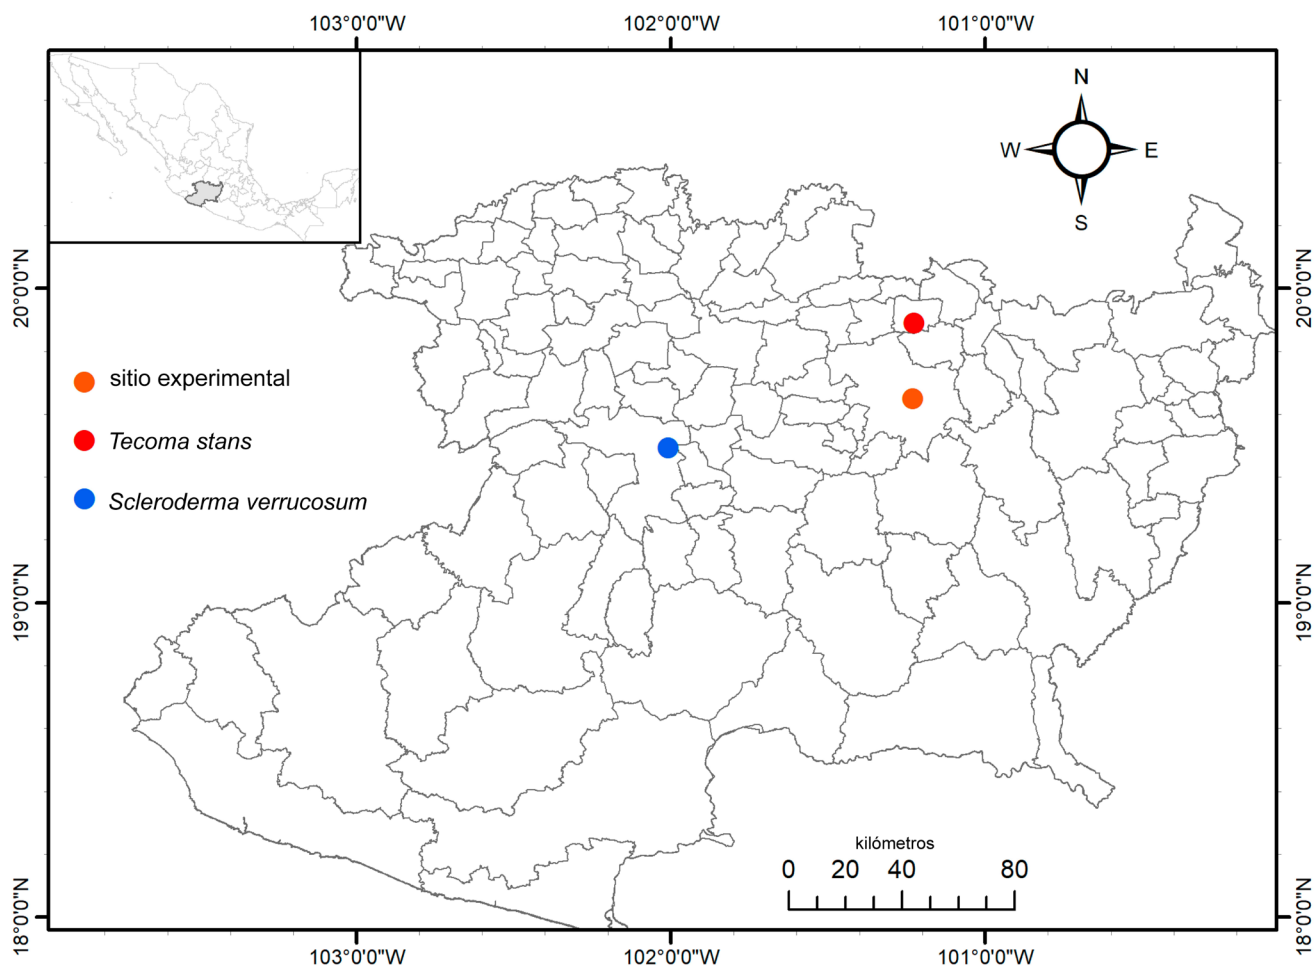 103°0'0"W 102°0'0"W 101°0'0"W
N
W E
S
20°0'0"N 20°0'0"N
sitio experimental
Tecoma stans
Scleroderma verrucosum
19°0'0"N 19°0'0"N
kilómetros
0 20 40 80
18°0'0"N 18°0'0"N
103°0'0"W 102°0'0"W 101°0'0"W